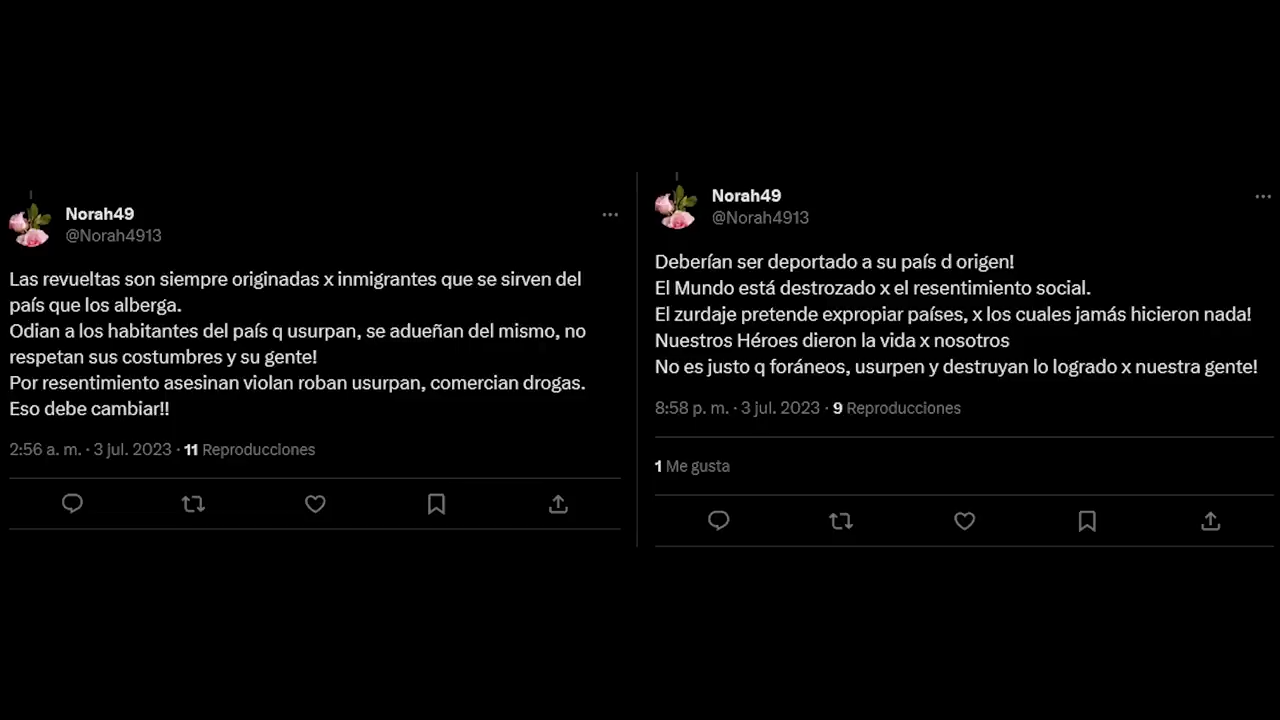 Norah49
@Norah4913
Las revueltas son siempre originadas x inmigrantes que se sirven del
país que los alberga.
Odian a los habitantes del país q usurpan, se adueñan del mismo, no
respetan sus costumbres y su gente!
Por resentimiento asesinan violan roban usurpan, comercian drogas.
Eso debe cambiar!!
2:56 a. m. · 3 jul. 2023 · 11 Reproducciones
Norah49
@Norah4913
Deberían ser deportado a su país d origen!
El Mundo está destrozado x el resentimiento social.
El zurdaje pretende expropiar países, x los cuales jamás hicieron nada!
Nuestros Héroes dieron la vida x nosotros
No es justo q foráneos, usurpen y destruyan lo logrado x nuestra gente!
8:58 p. m. · 3 jul. 2023 · 9 Reproducciones
1 Me gusta